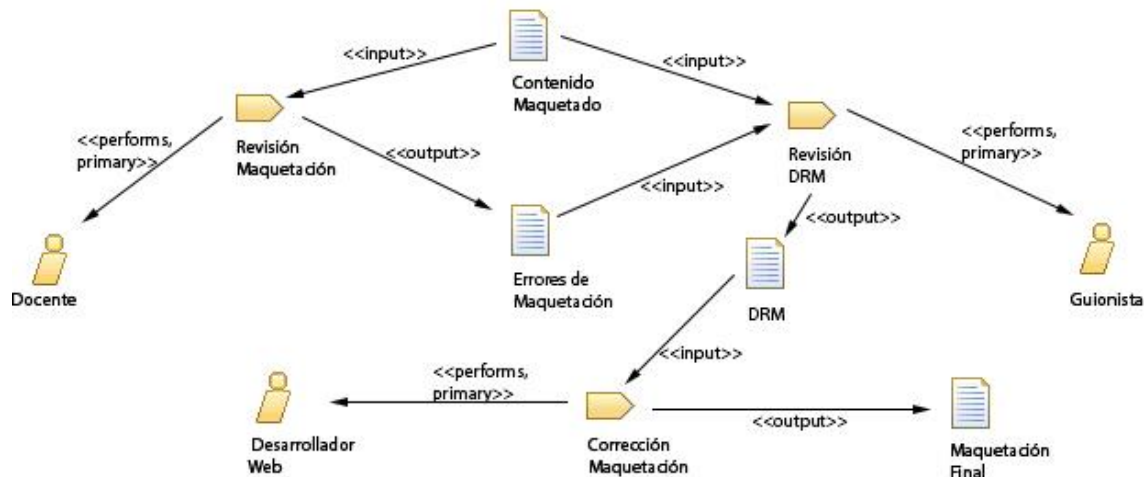 <<input>>
<<input>>
Contenido
Maquetado
<<performs,
primary>>
Revisión
Maquetación
<<output>>
<<input>>
Revisión
DRM
<<performs,
primary>>
<<output>>
Docente
Errores de
Maquetación
DRM
Guionista
<<input>>
<<performs,
primary>>
<<output>>
Desarrollador
Web
Corrección
Maquetación
Maquetación
Final